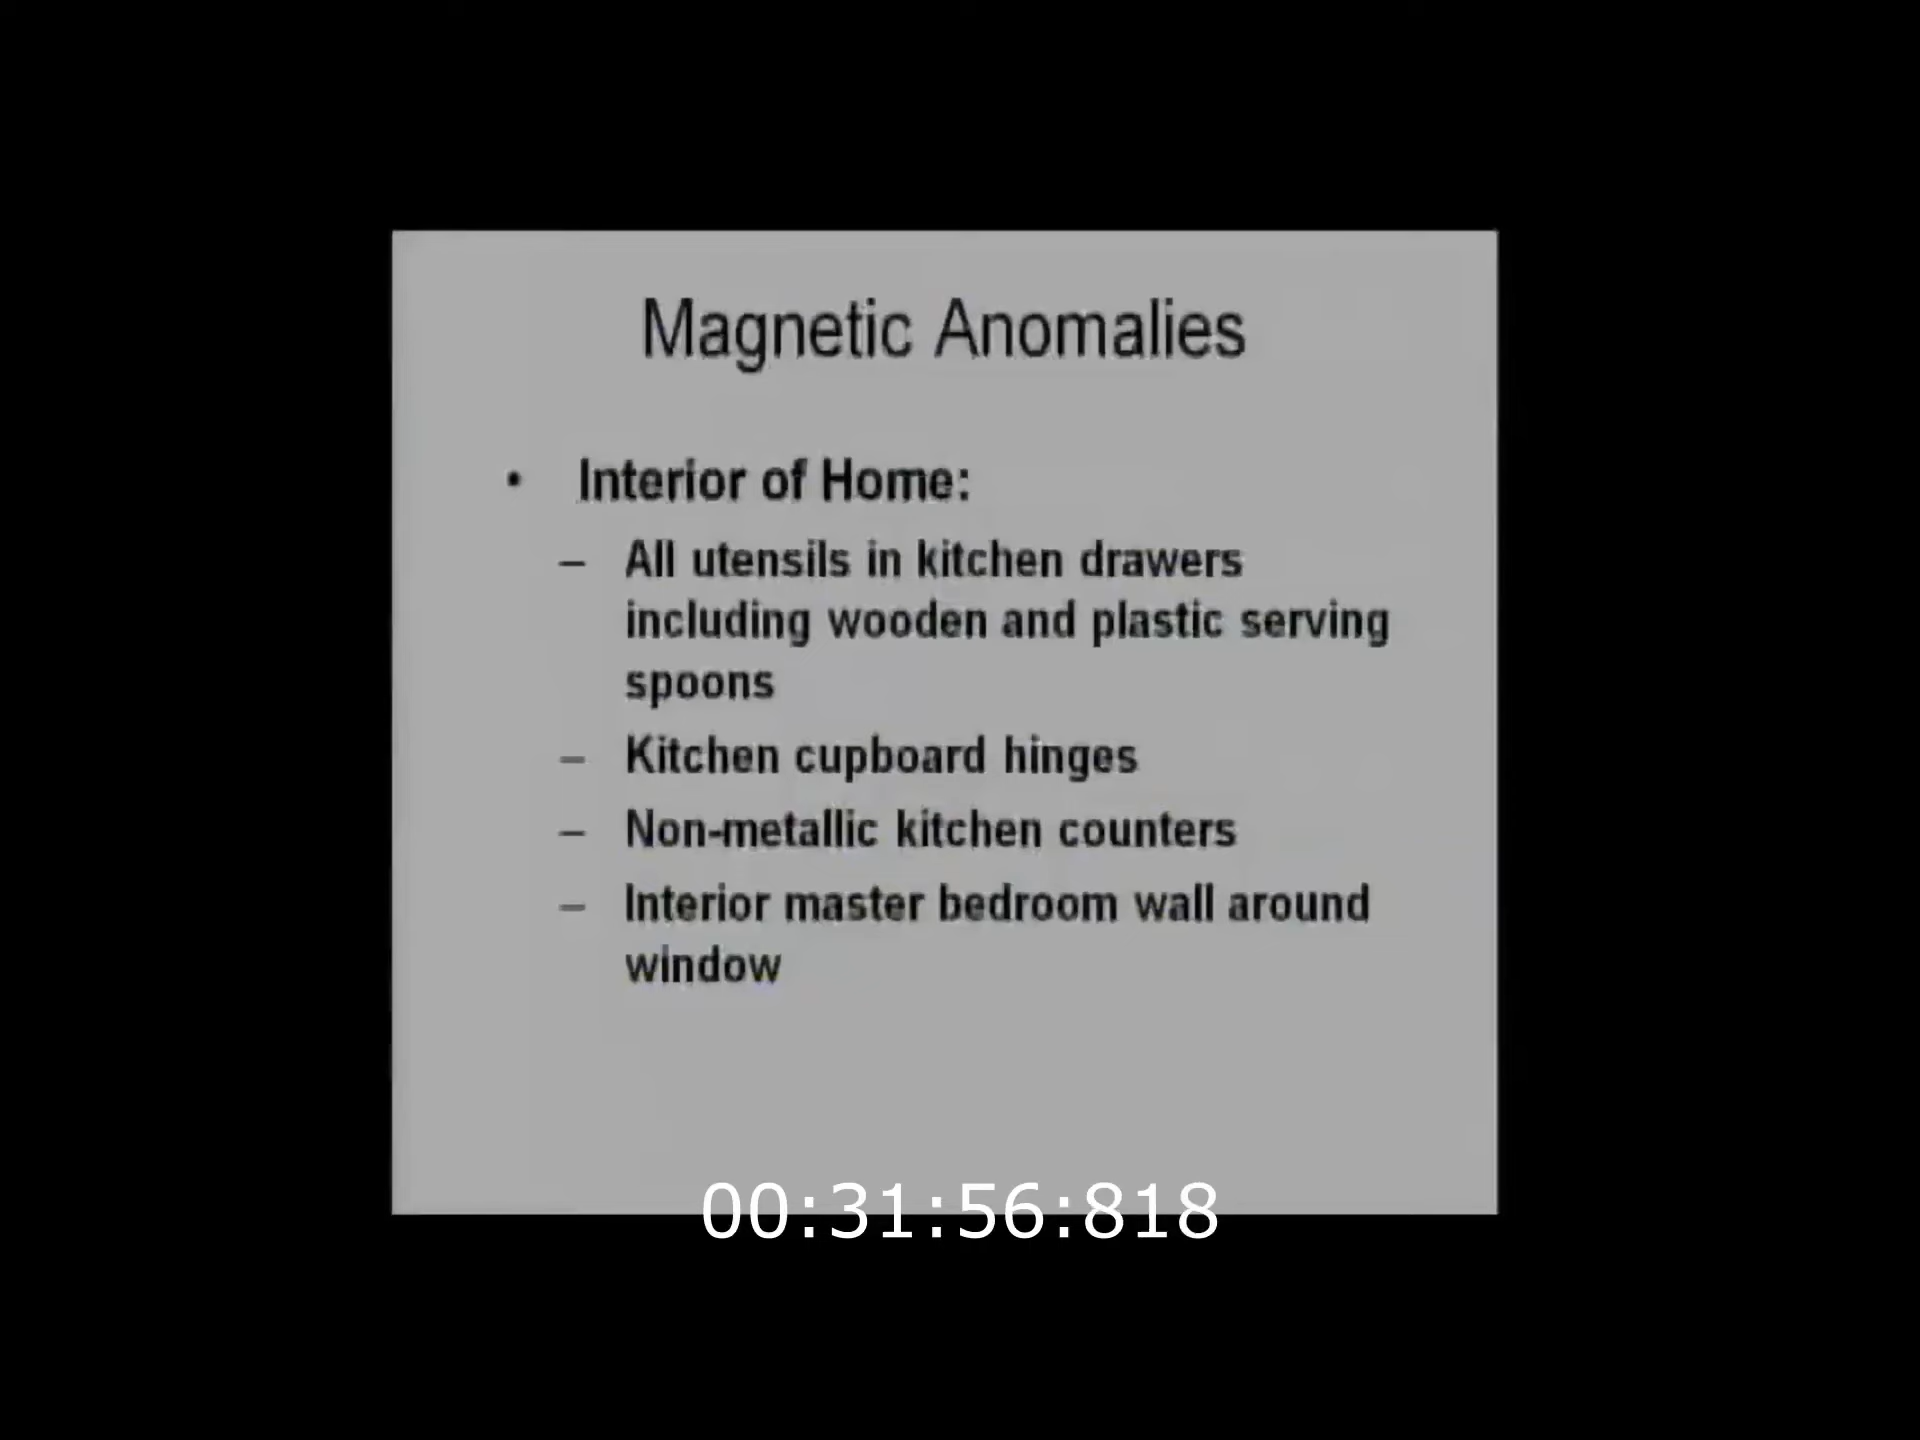 Magnetic Anomalies
• Interior of Home:
– All utensils in kitchen drawers
including wooden and plastic serving
spoons
– Kitchen cupboard hinges
– Non-metallic kitchen counters
– Interior master bedroom wall around
window
00:31:56:818